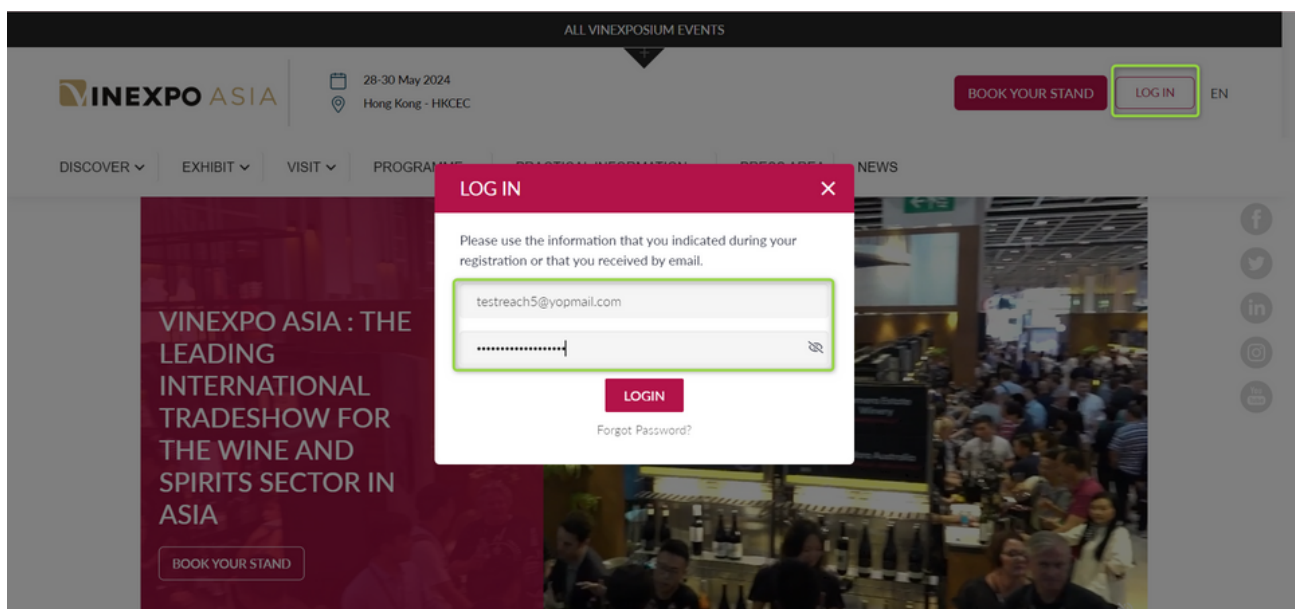 ALL VINEXPOSIUM EVENTS
+
VINEXPO ASIA
28-30 May 2024
Hong Kong - HKCEC
BOOK YOUR STAND
LOG IN
EN
DISCOVER
EXHIBIT
VISIT
NEWS
LOG IN
Please use the information that you indicated during your
registration or that you received by email.
testreach5@yopmail.com
LOGIN
Forgot Password?
VINEXPO ASIA : THE
LEADING
INTERNATIONAL
TRADESHOW FOR
THE WINE AND
SPIRITS SECTOR IN
ASIA
BOOK YOUR STAND